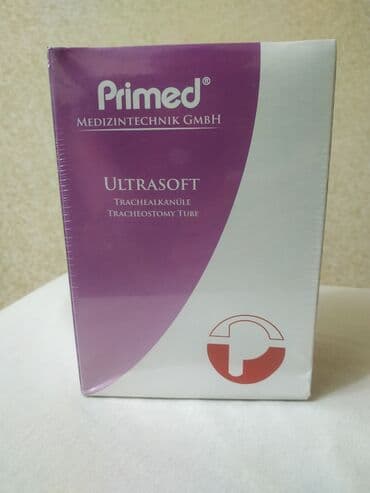 Primed®
MEDIZINTECHNIK GMBH
ULTRASOFT
TRACHEALKANÜLE
TRACHEOSTOMY TUBE